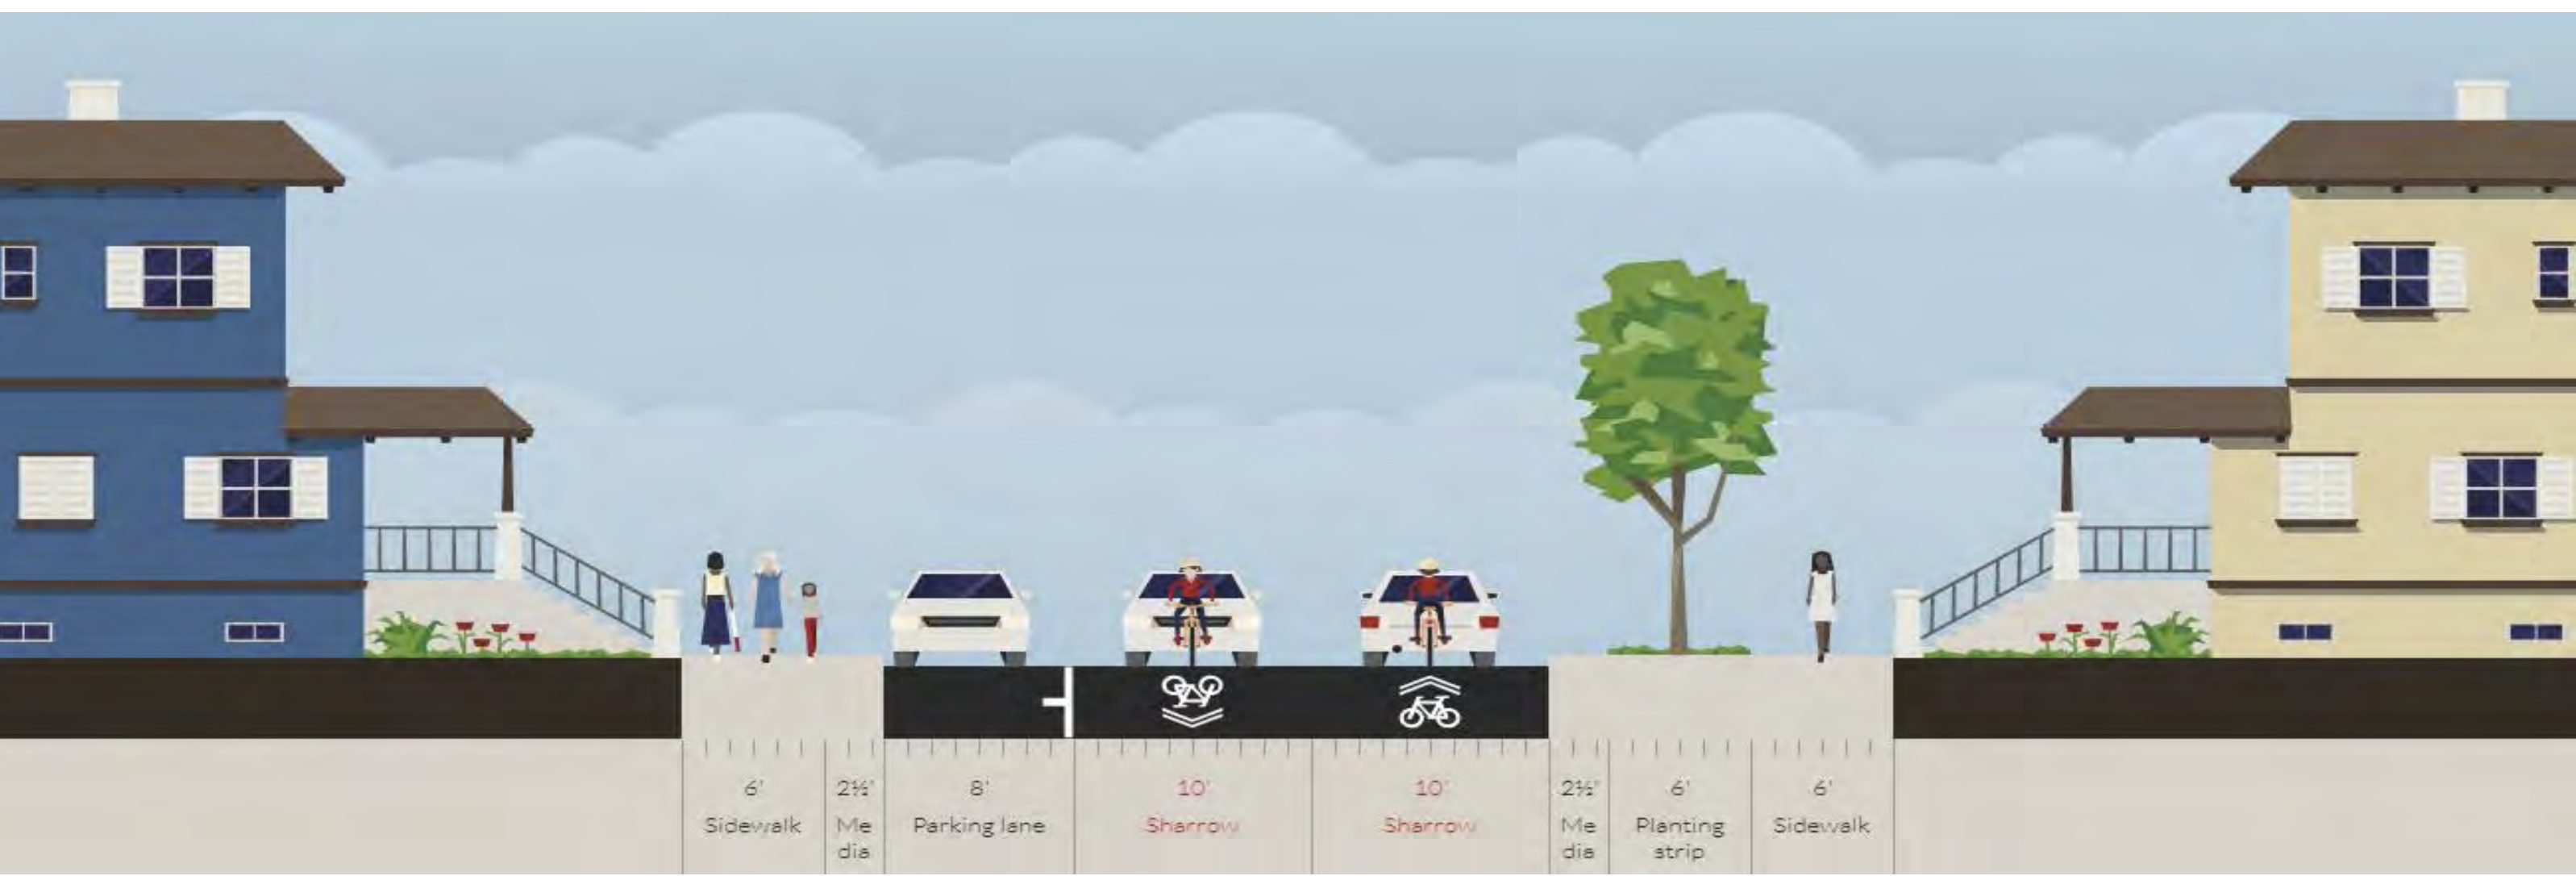 6' 2½' 8' 10' 10' 2½' 6' 6'
Sidewalk Me Parking lane Sharrow Sharrow Me Planting Sidewalk
dia dia strip